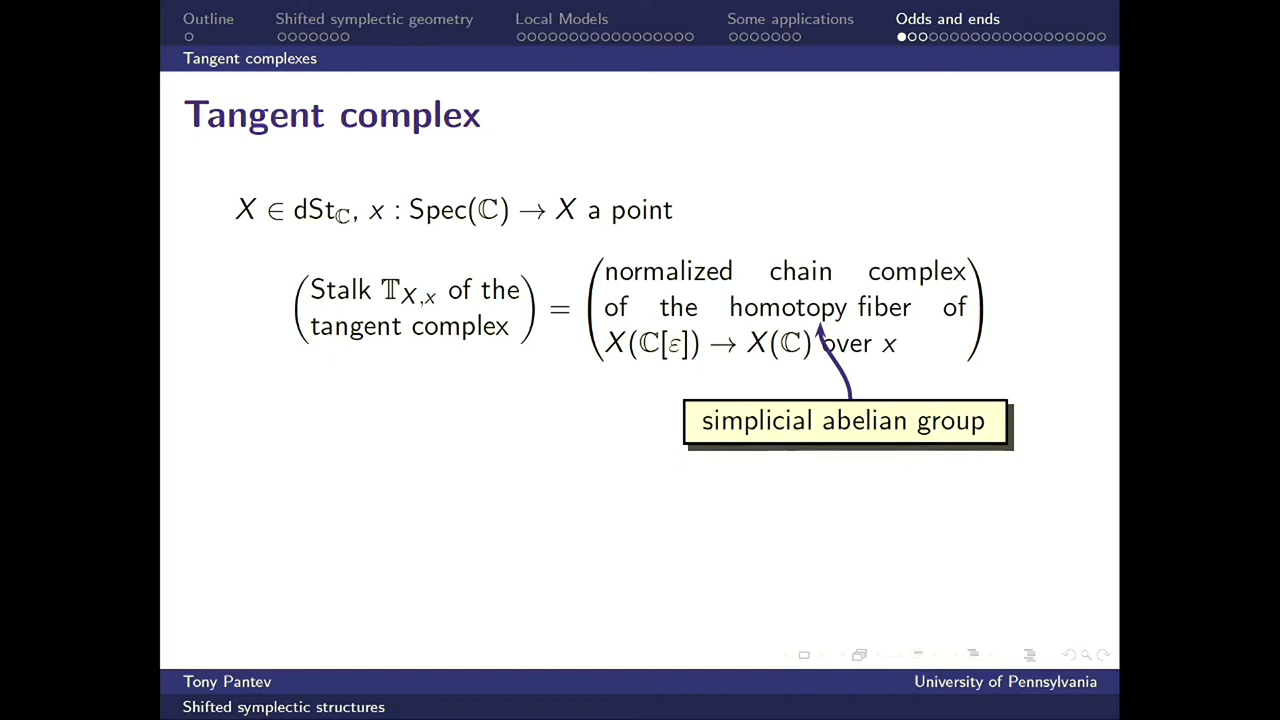 Outline Shifted symplectic geometry Local Models Some applications Odds and ends
Tangent complexes
Tangent complex
X ∈ dSt_ℂ, x : Spec(ℂ) → X a point
(Stalk 𝕋_{X,x} of the tangent complex) = (normalized chain complex of the homotopy fiber of X(ℂ[ε]) → X(ℂ) over x)
simplicial abelian group
Tony Pantev University of Pennsylvania
Shifted symplectic structures